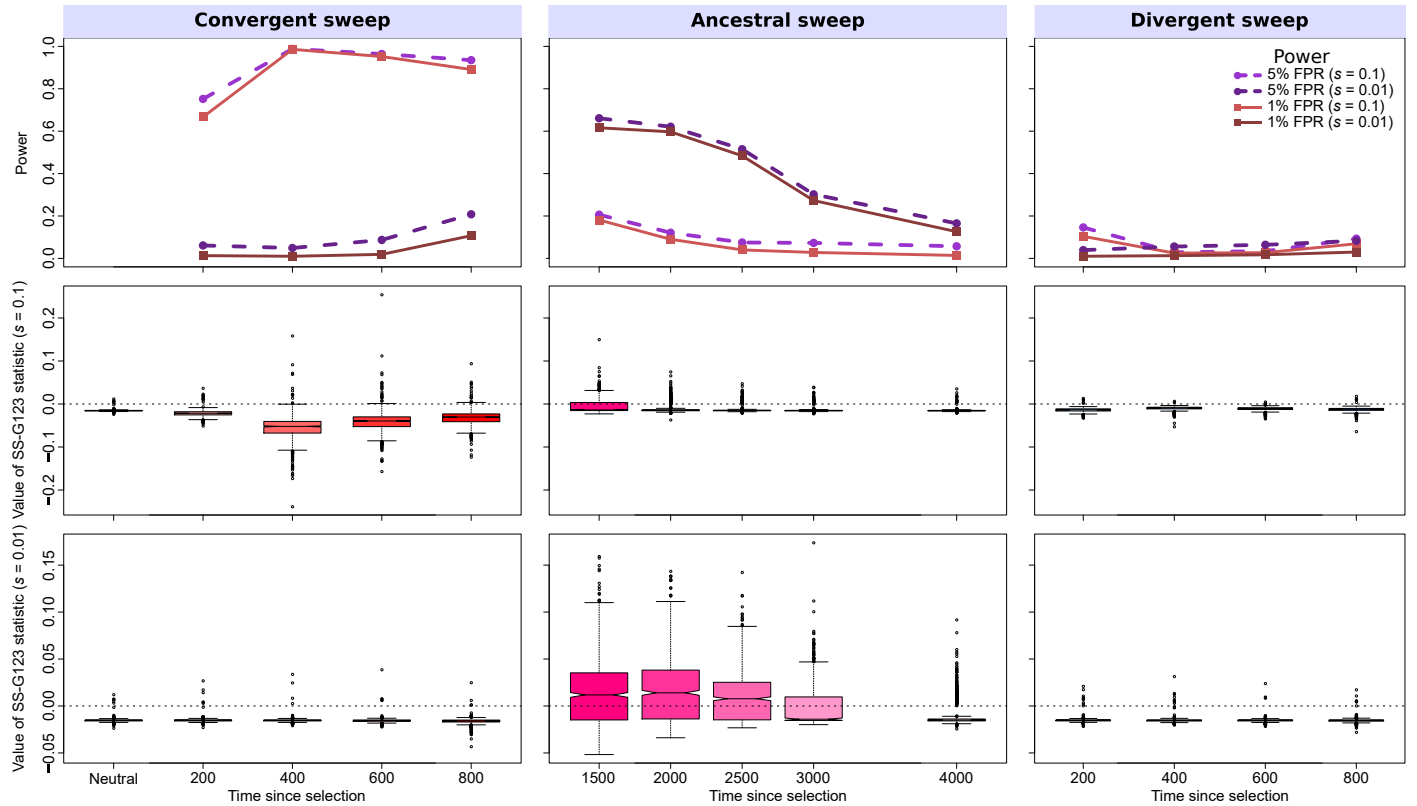 Convergent sweep
Ancestral sweep
Divergent sweep
Power
0.0
0.2
0.4
0.6
0.8
1.0
Power
5% FPR (s = 0.1)
5% FPR (s = 0.01)
1% FPR (s = 0.1)
1% FPR (s = 0.01)
Value of SS-G123 statistic (s = 0.1)
−0.2
−0.1
0.0
0.1
0.2
Value of SS-G123 statistic (s = 0.01)
−0.05
0.00
0.05
0.10
0.15
Neutral 200 400 600 800
Time since selection
1500 2000 2500 3000 4000
Time since selection
200 400 600 800
Time since selection